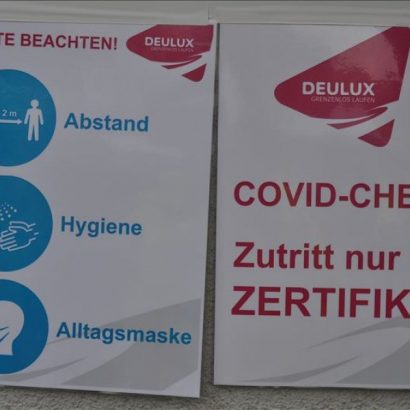 TE BEACHTEN!
DEULUX
GRENZENLOS LAUFEN
2 m
Abstand
Hygiene
Alltagsmaske
DEULUX
GRENZENLOS LAUFEN
COVID-CHE
Zutritt nur
ZERTIFIK